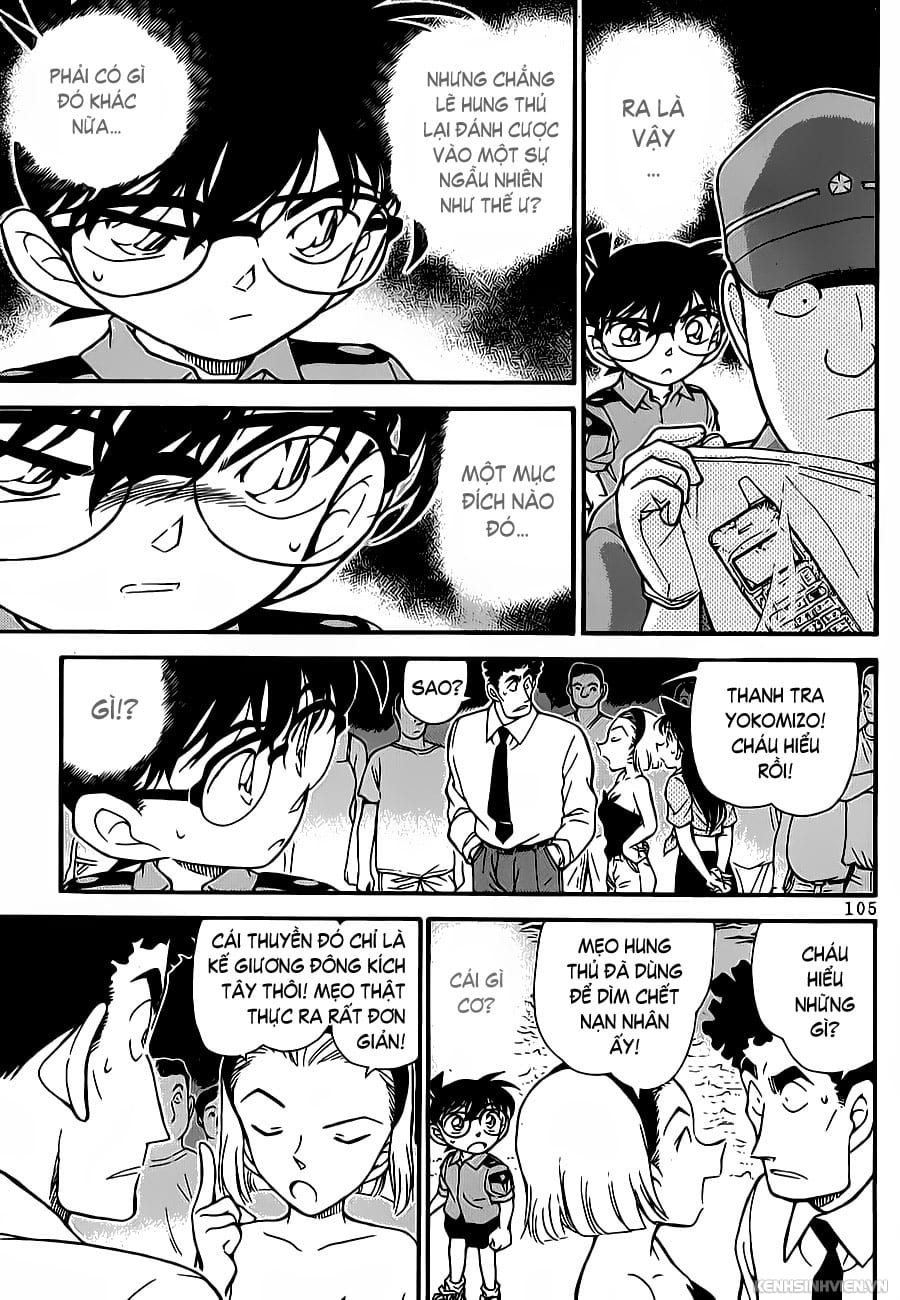 RA LÀ
VẬY
...
NHƯNG CHẲNG
LẼ HUNG THỦ
LẠI ĐÁNH CƯỢC
VÀO MỘT SỰ
NGẪU NHIÊN
NHƯ THẾ Ư?
PHẢI CÓ GÌ
ĐÓ KHÁC
NỮA...
MỘT MỤC
ĐÍCH NÀO
ĐÓ...
THANH TRA
YOKOMIZO!
CHÁU HIỂU
RỒI!
SAO?
GÌ!?
105
CHÁU
HIỂU
NHỮNG
GÌ?
MẸO HUNG
THỦ ĐÃ DÙNG
ĐỂ DÌM CHẾT
NẠN NHÂN
ẤY!
CÁI GÌ
CƠ?
CÁI THUYỀN ĐÓ CHỈ LÀ
KẾ GIƯƠNG ĐÔNG KÍCH
TÂY THÔI! MẸO THẬT
THỰC RA RẤT ĐƠN
GIẢN!
KENHSINHVIEN.VN